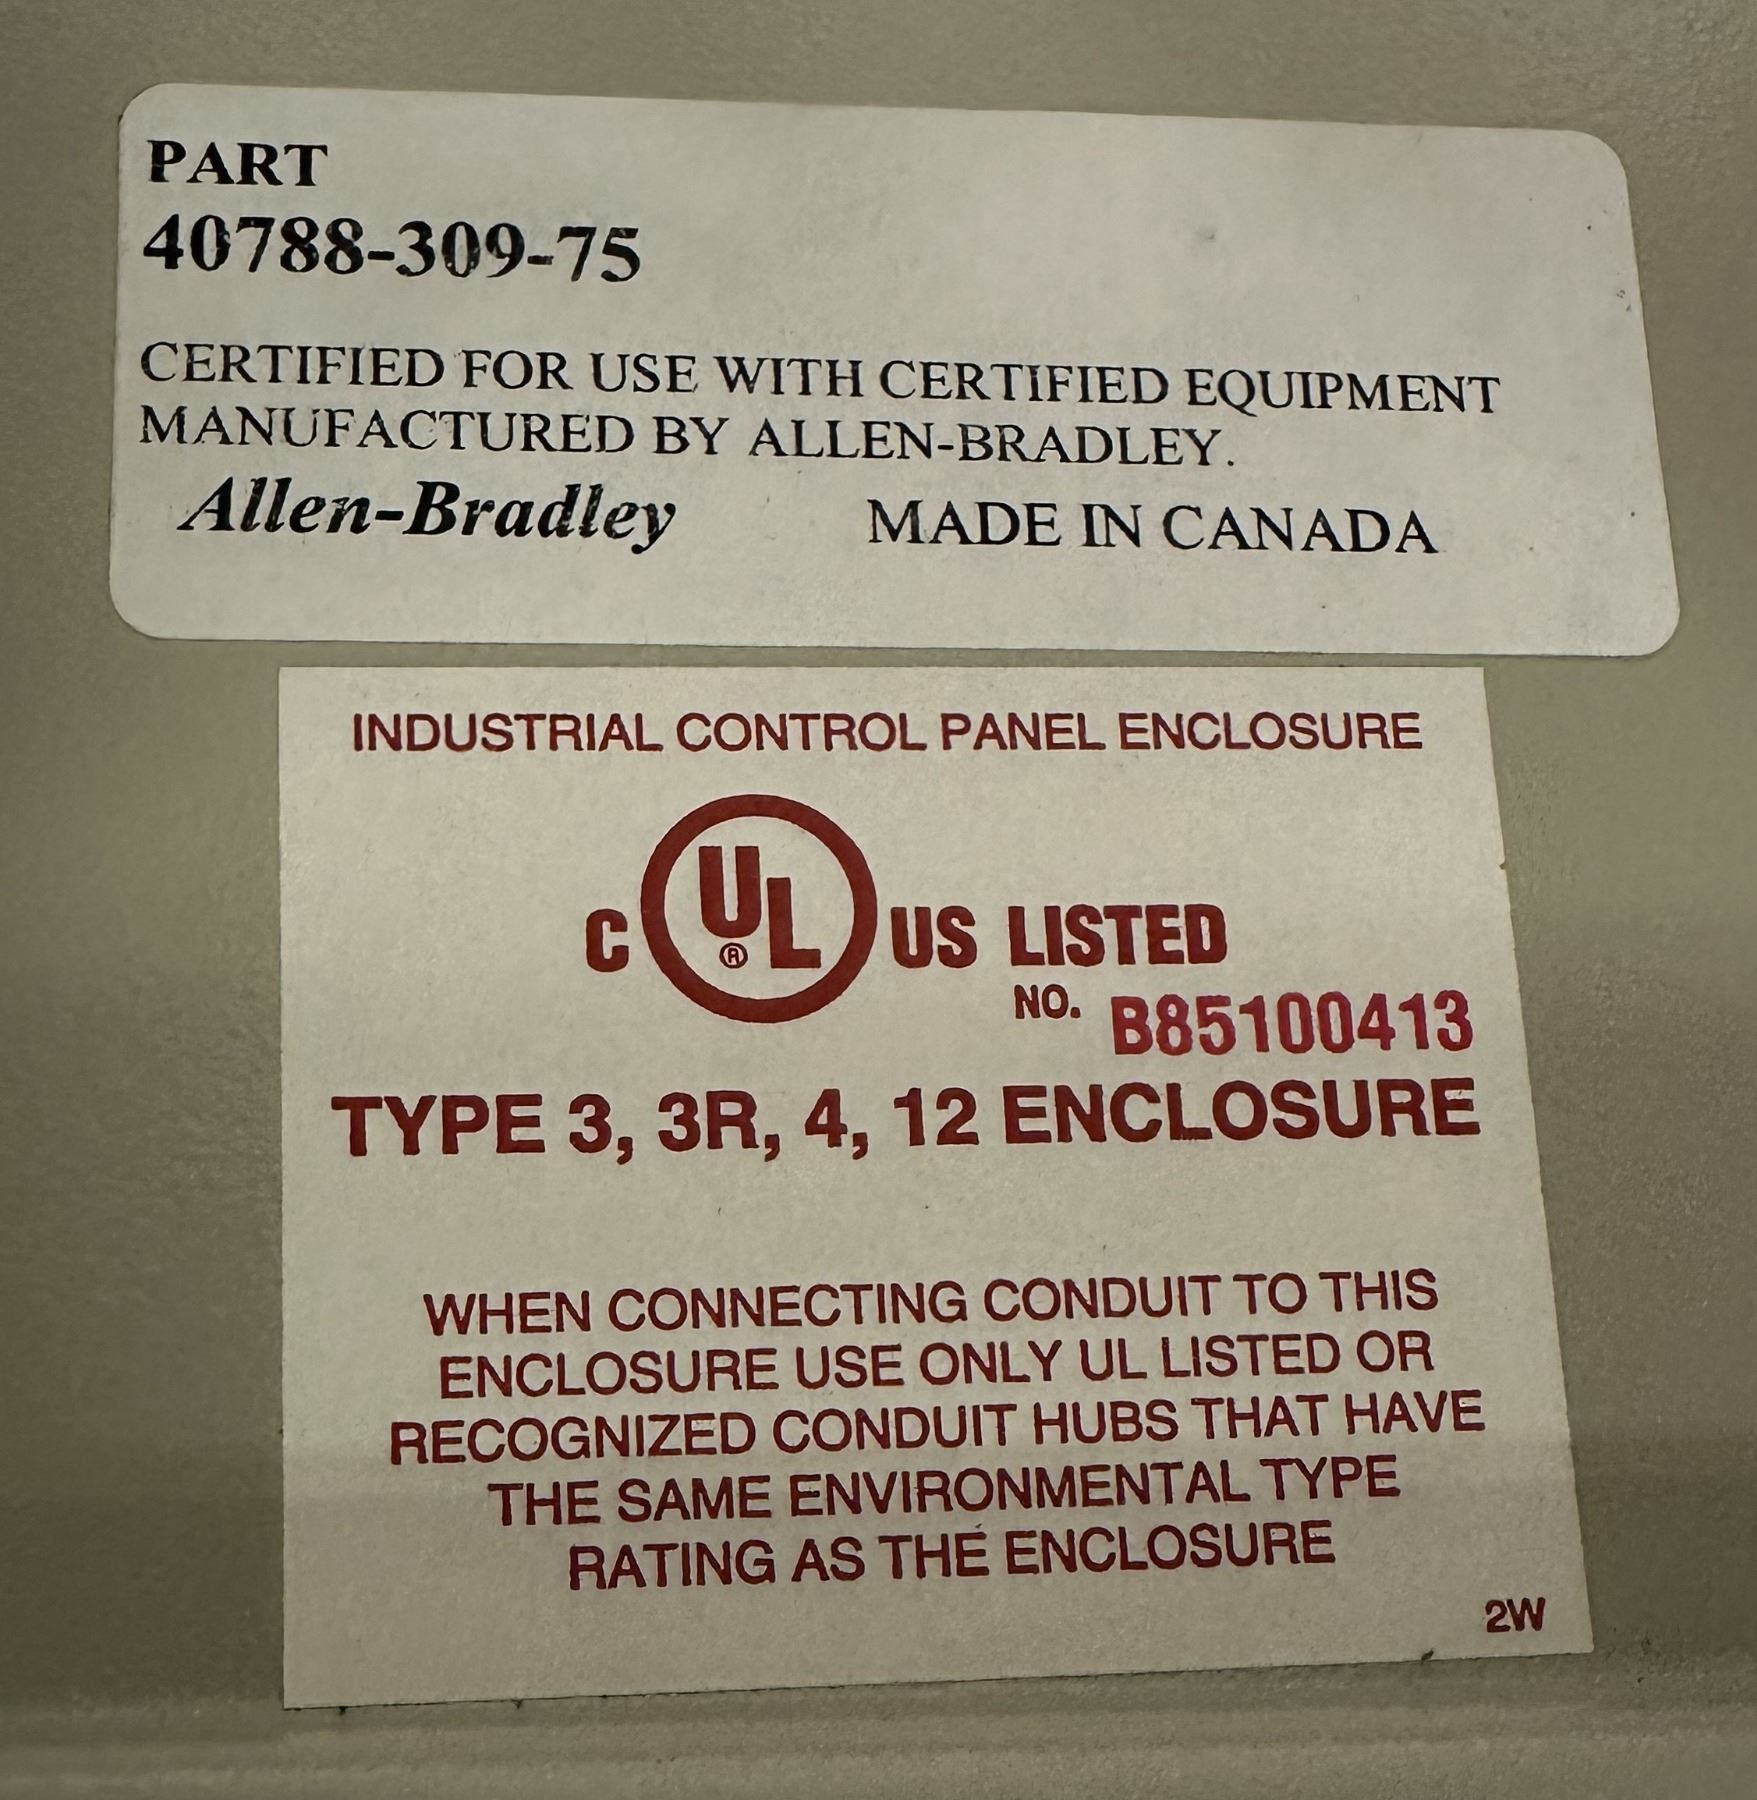 PART
40788-309-75
CERTIFIED FOR USE WITH CERTIFIED EQUIPMENT
MANUFACTURED BY ALLEN-BRADLEY.
Allen-Bradley MADE IN CANADA
INDUSTRIAL CONTROL PANEL ENCLOSURE
C UL ® US LISTED
NO. B85100413
TYPE 3, 3R, 4, 12 ENCLOSURE
WHEN CONNECTING CONDUIT TO THIS
ENCLOSURE USE ONLY UL LISTED OR
RECOGNIZED CONDUIT HUBS THAT HAVE
THE SAME ENVIRONMENTAL TYPE
RATING AS THE ENCLOSURE
2W